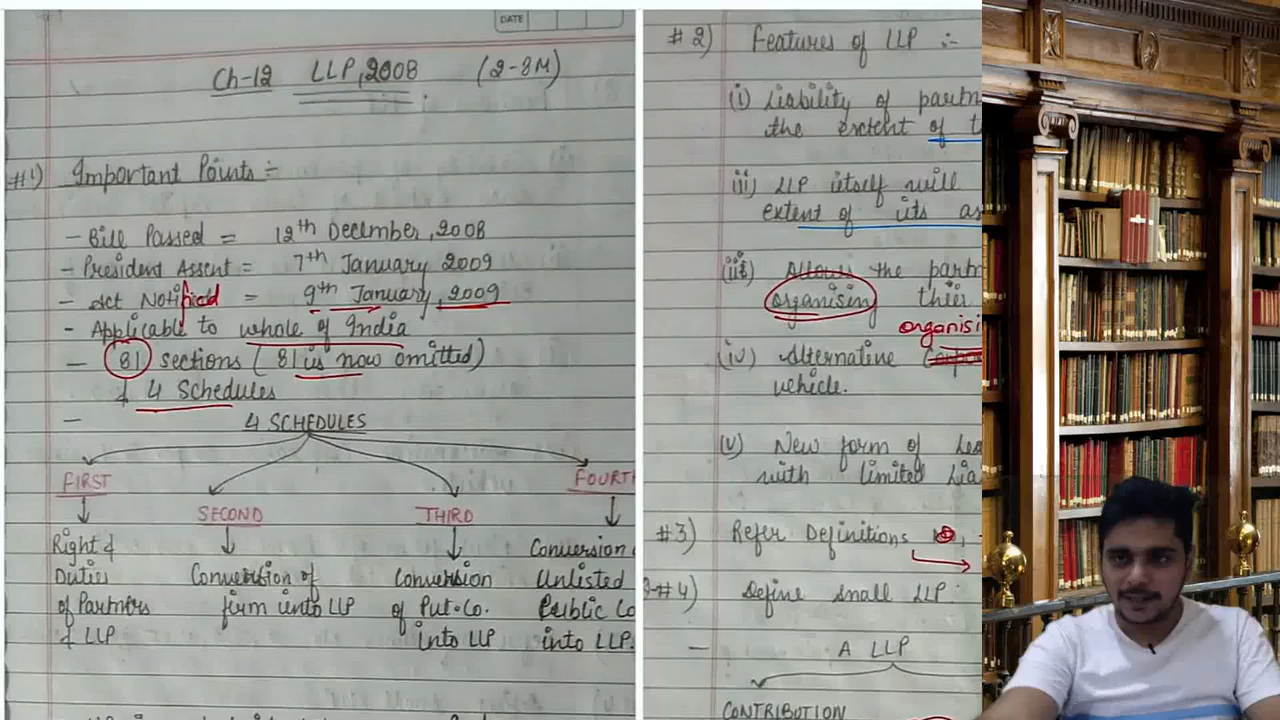 DATE
Ch-12 LLP, 2008 (2-8M)
#1) Important Points :-
- Bill Passed = 12th December, 2008
- President Assent = 7th January 2009
- Act Notified = 9th January, 2009
- Applicable to whole of India
- 81 sections (81 is now omitted)
& 4 Schedules
- 4 SCHEDULES
FIRST SECOND THIRD FOURTH
Right &
Duties
of Partners
& LLP
Conversion of
firm into LLP
Conversion
of Pvt. Co.
into LLP
Conversion
Unlisted
Public Co
into LLP.
#2) Features of LLP :-
(i) Liability of partn
the extent of t
(ii) LLP itself will
extent of its as
(iii) Allows the partn
organisin their
organisi
(iv) Alternative
vehicle.
(v) New form of
with limited Lia
#3) Refer Definitions
#4) Define small LLP.
- A LLP
CONTRIBUTION